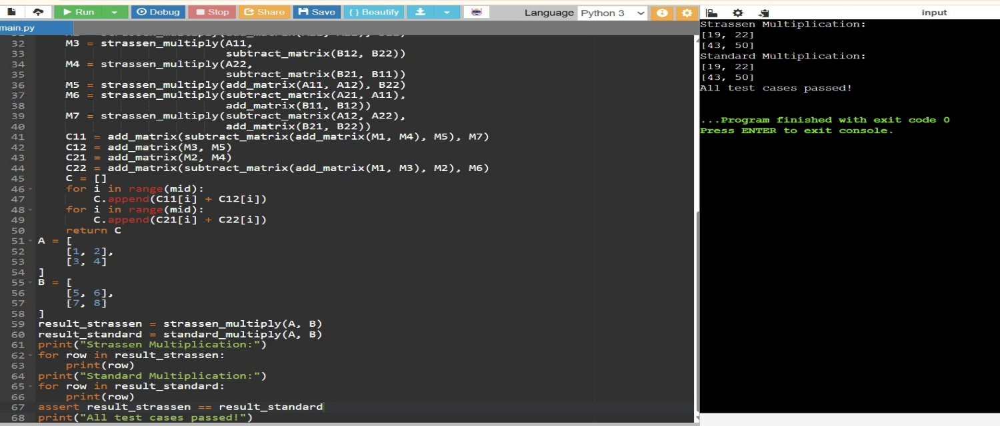 Run
Debug
Stop
Share
Save
{ } Beautify
Language Python 3
input
main.py
32 M3 = strassen_multiply(A11,
33 subtract_matrix(B12, B22))
34 M4 = strassen_multiply(A22,
35 subtract_matrix(B21, B11))
36 M5 = strassen_multiply(add_matrix(A11, A12), B22)
37 M6 = strassen_multiply(subtract_matrix(A21, A11),
38 add_matrix(B11, B12))
39 M7 = strassen_multiply(subtract_matrix(A12, A22),
40 add_matrix(B21, B22))
41 C11 = add_matrix(subtract_matrix(add_matrix(M1, M4), M5), M7)
42 C12 = add_matrix(M3, M5)
43 C21 = add_matrix(M2, M4)
44 C22 = add_matrix(subtract_matrix(add_matrix(M1, M3), M2), M6)
45 C = []
46 for i in range(mid):
47 C.append(C11[i] + C12[i])
48 for i in range(mid):
49 C.append(C21[i] + C22[i])
50 return C
51 A = [
52 [1, 2],
53 [3, 4]
54 ]
55 B = [
56 [5, 6],
57 [7, 8]
58 ]
59 result_strassen = strassen_multiply(A, B)
60 result_standard = standard_multiply(A, B)
61 print("Strassen Multiplication:")
62 for row in result_strassen:
63 print(row)
64 print("Standard Multiplication:")
65 for row in result_standard:
66 print(row)
67 assert result_strassen == result_standard
68 print("All test cases passed!")
Strassen Multiplication:
[19, 22]
[43, 50]
Standard Multiplication:
[19, 22]
[43, 50]
All test cases passed!
...Program finished with exit code 0
Press ENTER to exit console.